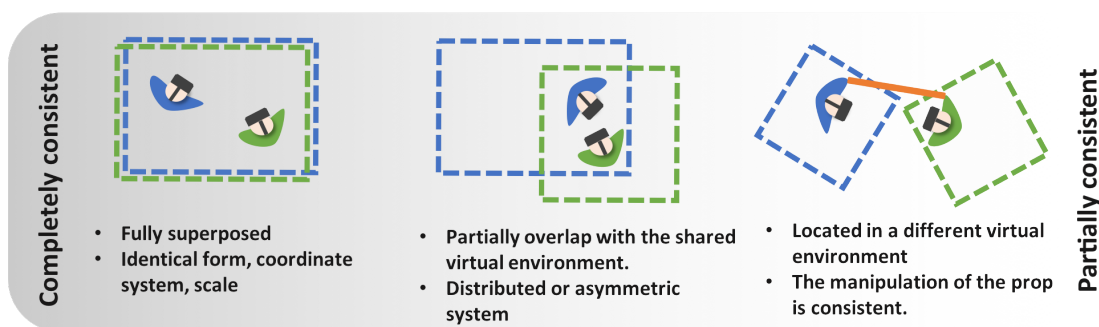 Completely consistent
• Fully superposed
• Identical form, coordinate
system, scale
• Partially overlap with the shared
virtual environment.
• Distributed or asymmetric
system
• Located in a different virtual
environment
• The manipulation of the prop
is consistent.
Partially consistent